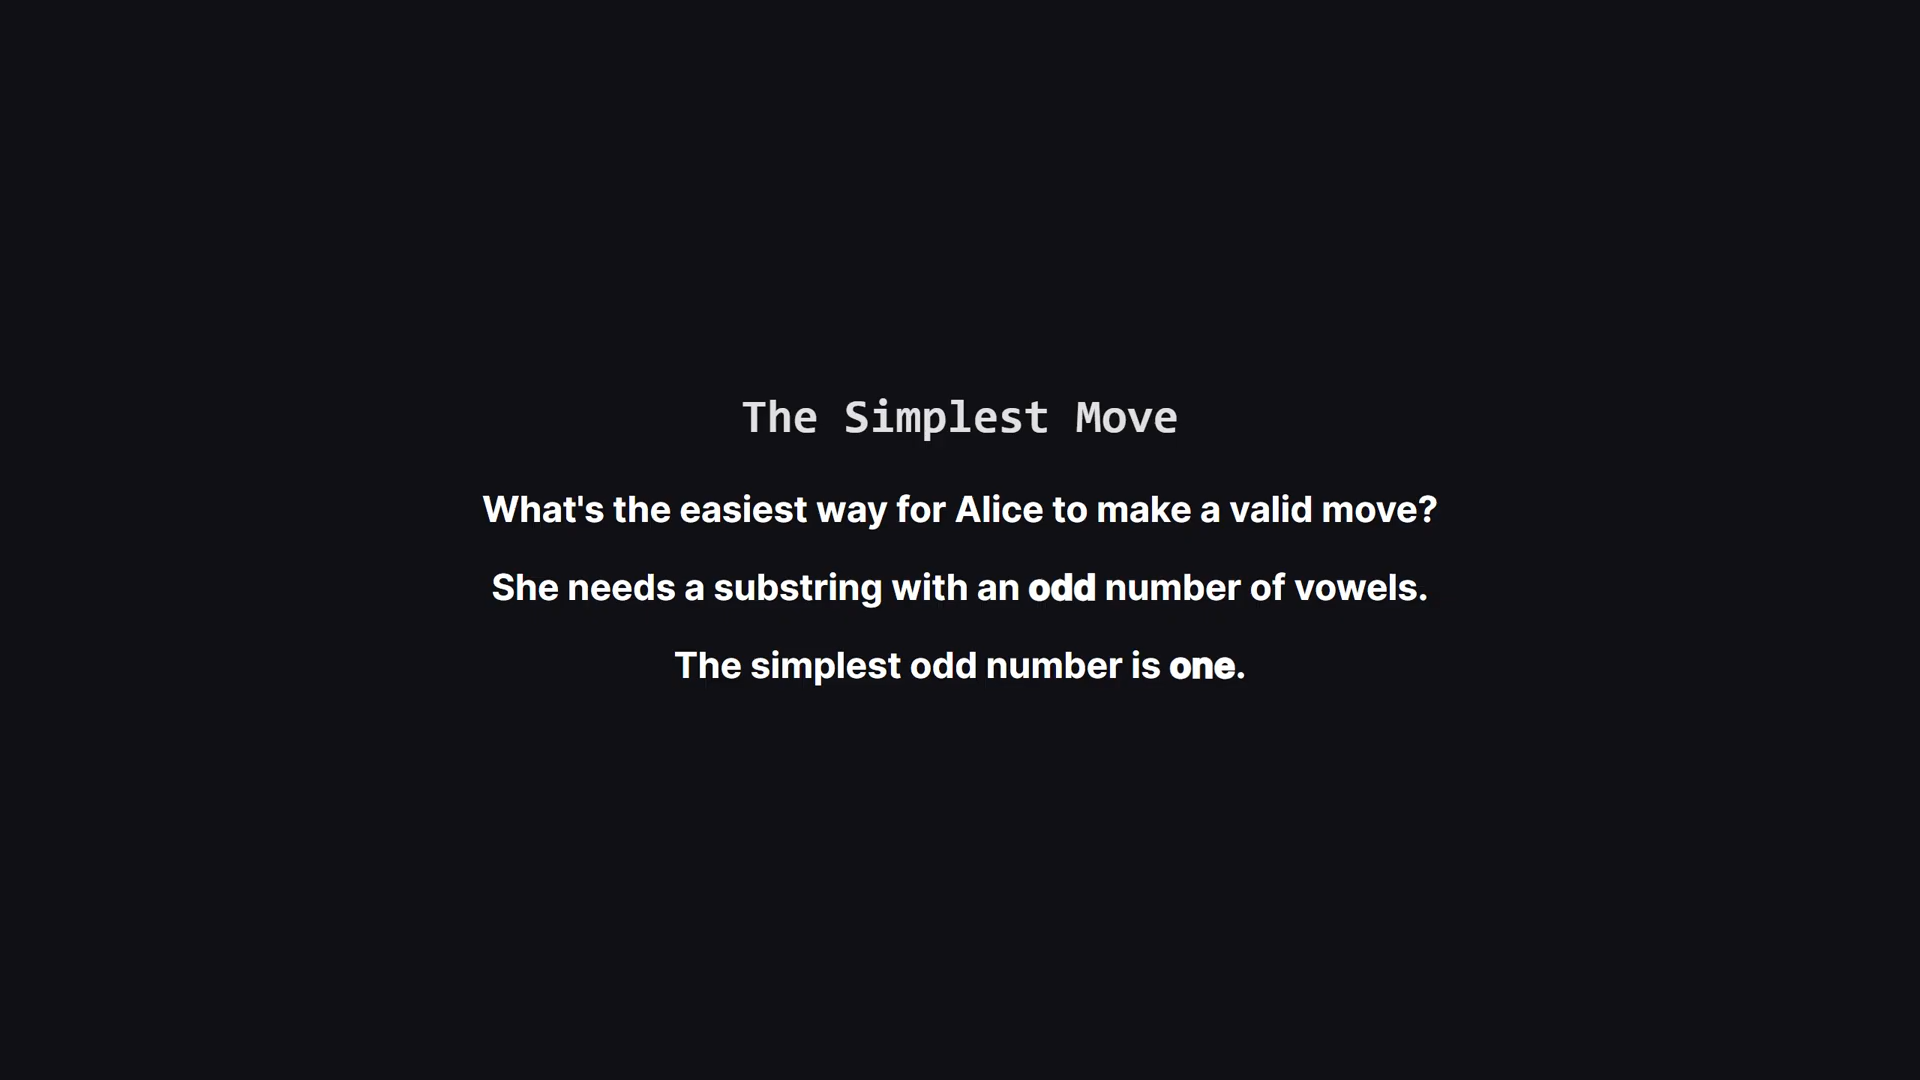 The Simplest Move
What's the easiest way for Alice to make a valid move?
She needs a substring with an odd number of vowels.
The simplest odd number is one.